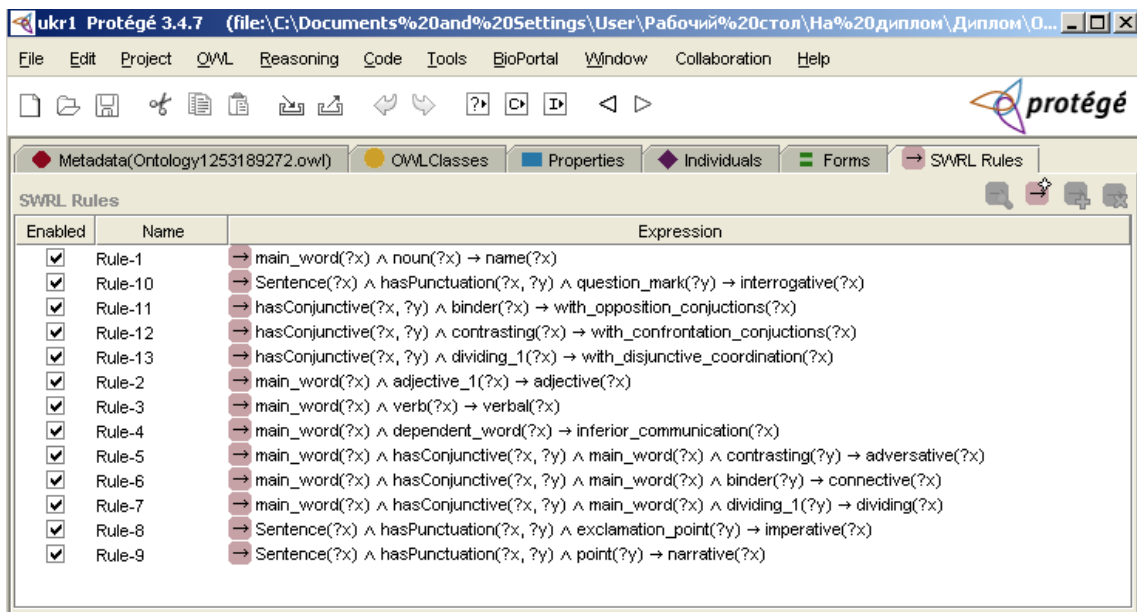 ukr1 Protégé 3.4.7 (file:\C:\Documents%20and%20Settings\User\Рабочий%20стол\На%20диплом\Диплом\O...
File Edit Project OWL Reasoning Code Tools BioPortal Window Collaboration Help
protégé
Metadata(Ontology1253189272.owl) OWLClasses Properties Individuals Forms SWRL Rules
SWRL Rules
Enabled Name Expression
Rule-1 → main_word(?x) ∧ noun(?x) → name(?x)
Rule-10 → Sentence(?x) ∧ hasPunctuation(?x, ?y) ∧ question_mark(?y) → interrogative(?x)
Rule-11 → hasConjunctive(?x, ?y) ∧ binder(?x) → with_opposition_conjuctions(?x)
Rule-12 → hasConjunctive(?x, ?y) ∧ contrasting(?x) → with_confrontation_conjuctions(?x)
Rule-13 → hasConjunctive(?x, ?y) ∧ dividing_1(?x) → with_disjunctive_coordination(?x)
Rule-2 → main_word(?x) ∧ adjective_1(?x) → adjective(?x)
Rule-3 → main_word(?x) ∧ verb(?x) → verbal(?x)
Rule-4 → main_word(?x) ∧ dependent_word(?x) → inferior_communication(?x)
Rule-5 → main_word(?x) ∧ hasConjunctive(?x, ?y) ∧ main_word(?x) ∧ contrasting(?y) → adversative(?x)
Rule-6 → main_word(?x) ∧ hasConjunctive(?x, ?y) ∧ main_word(?x) ∧ binder(?y) → connective(?x)
Rule-7 → main_word(?x) ∧ hasConjunctive(?x, ?y) ∧ main_word(?x) ∧ dividing_1(?y) → dividing(?x)
Rule-8 → Sentence(?x) ∧ hasPunctuation(?x, ?y) ∧ exclamation_point(?y) → imperative(?x)
Rule-9 → Sentence(?x) ∧ hasPunctuation(?x, ?y) ∧ point(?y) → narrative(?x)